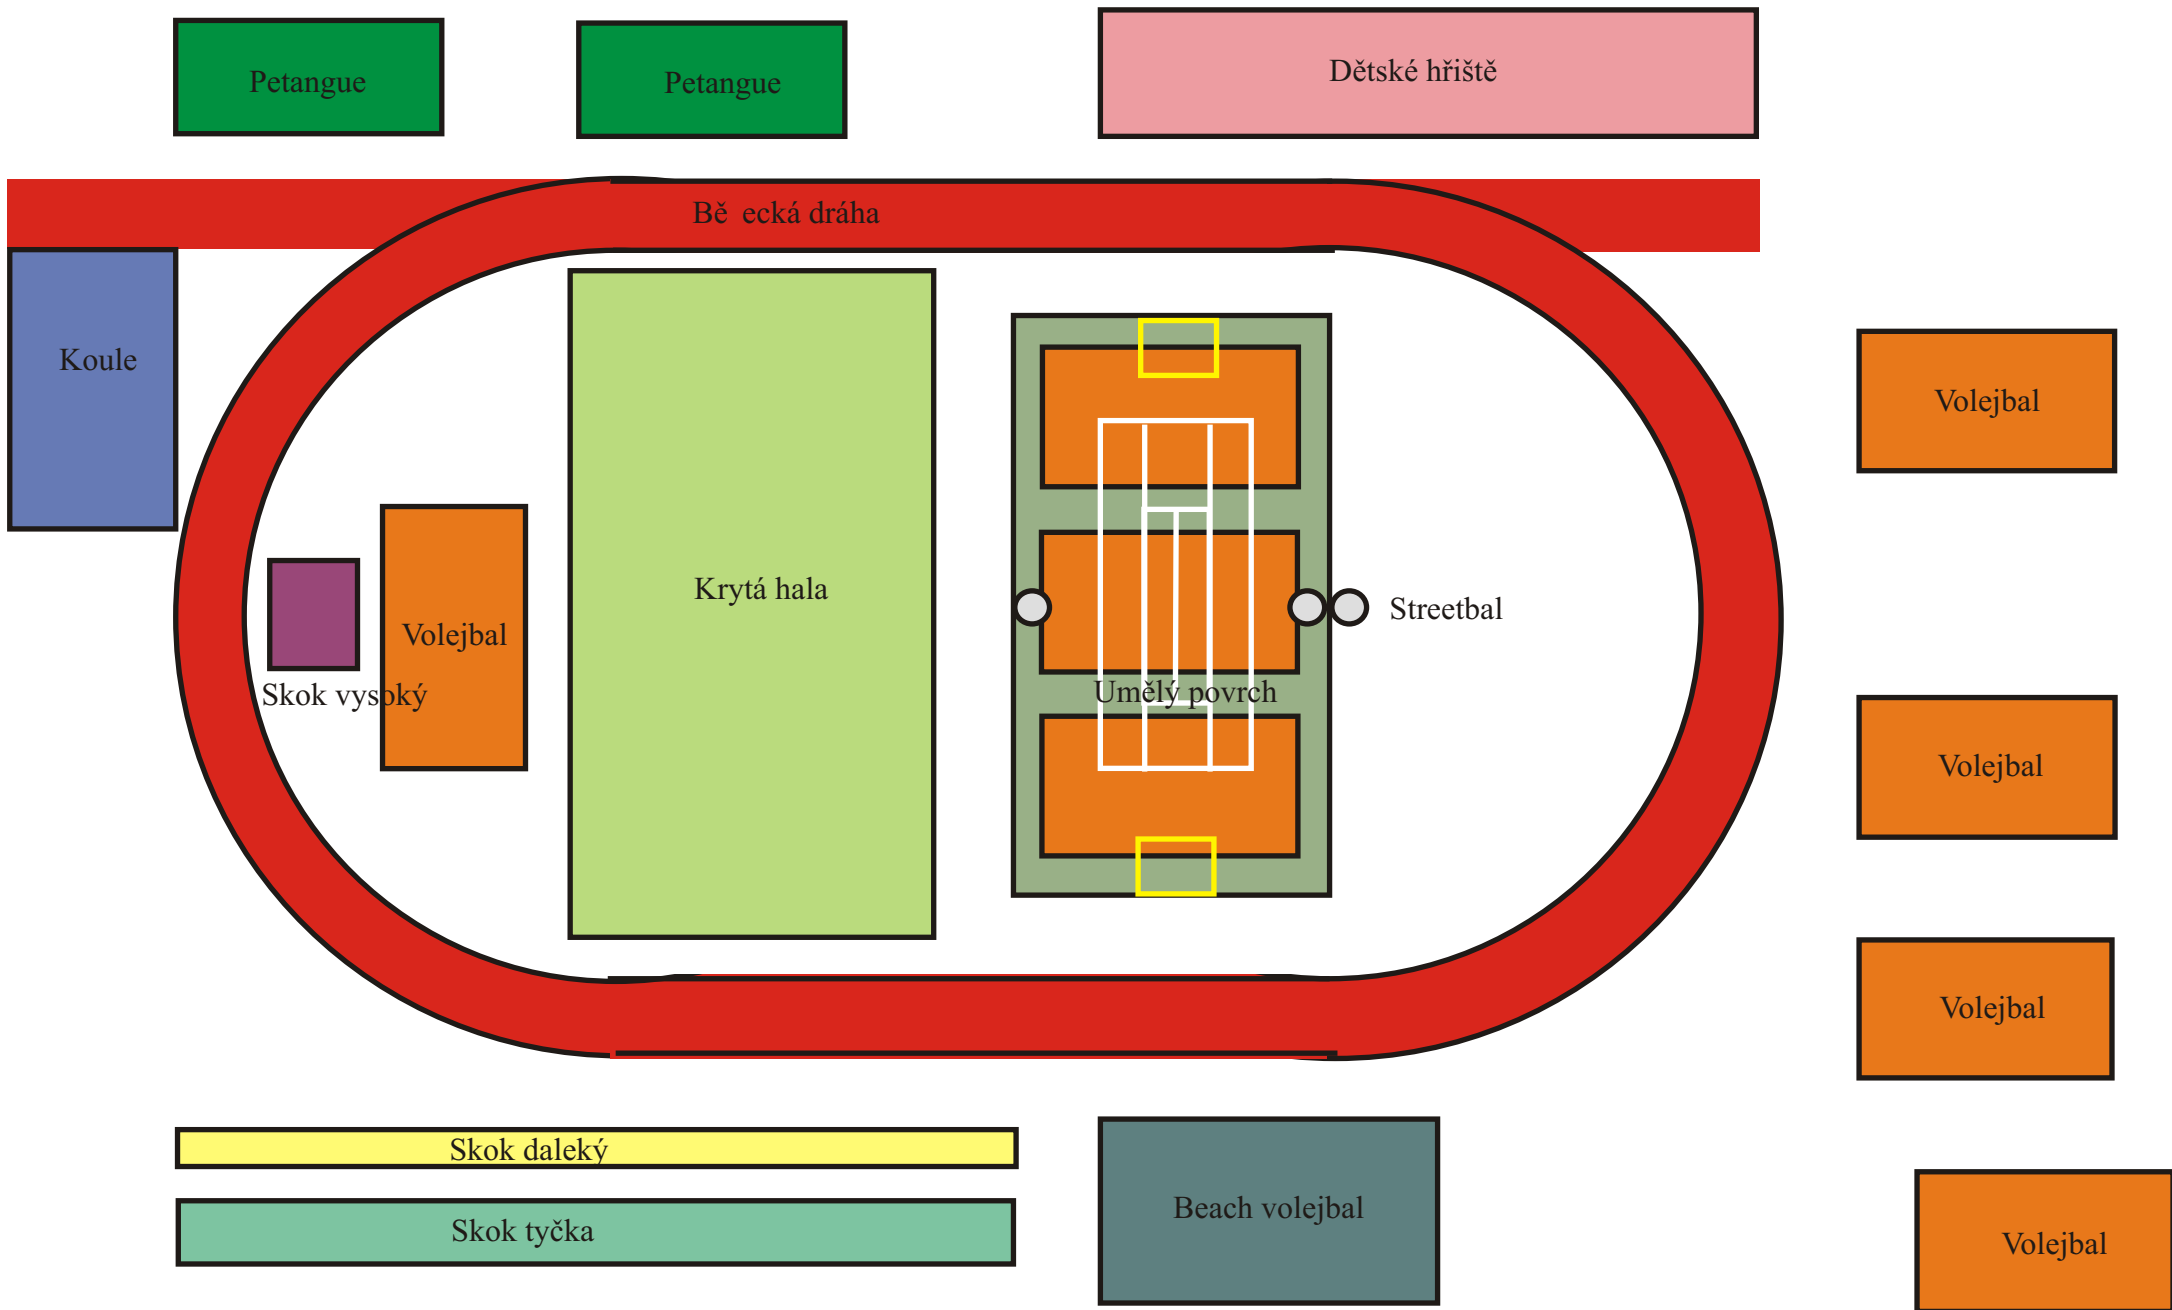 Petangue
Petangue
Dětské hřiště
Bě ecká dráha
Koule
Volejbal
Krytá hala
Streetbal
Volejbal
Skok vysoký
Umělý povrch
Volejbal
Volejbal
Skok daleký
Beach volejbal
Skok tyčka
Volejbal